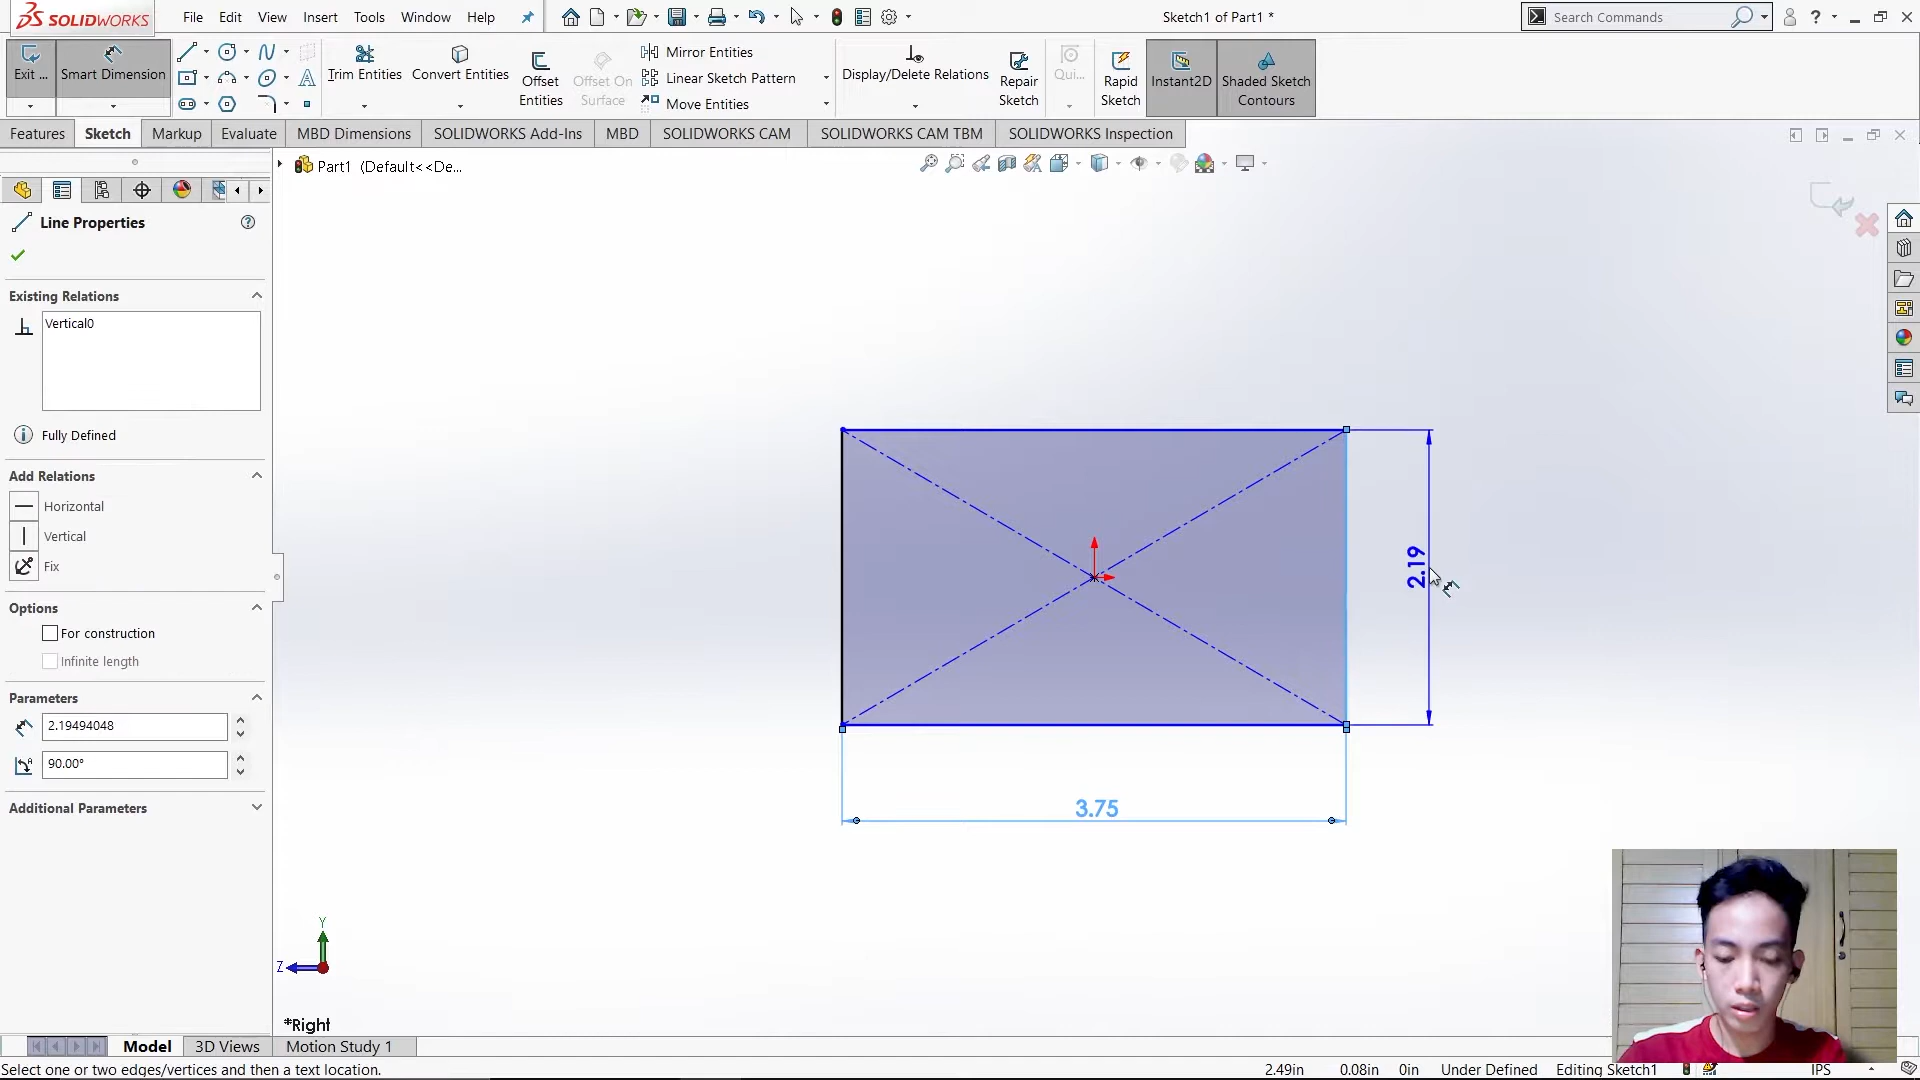 SOLIDWORKS
File Edit View Insert Tools Window Help
Sketch1 of Part1 *
Search Commands
Exit ...
Smart Dimension
Trim Entities
Convert Entities
Offset Entities
Offset On Surface
Mirror Entities
Linear Sketch Pattern
Move Entities
Display/Delete Relations
Repair Sketch
Qui...
Rapid Sketch
Instant2D
Shaded Sketch Contours
Features Sketch Markup Evaluate MBD Dimensions SOLIDWORKS Add-Ins MBD SOLIDWORKS CAM SOLIDWORKS CAM TBM SOLIDWORKS Inspection
Part1 (Default<<De...
Line Properties
Existing Relations
Vertical0
Fully Defined
Add Relations
Horizontal
Vertical
Fix
Options
For construction
Infinite length
Parameters
2.19494048
90.00°
Additional Parameters
2.19
3.75
Y
Z
*Right
Model 3D Views Motion Study 1
Select one or two edges/vertices and then a text location.
2.49in 0.08in 0in Under Defined Editing Sketch1 IPS